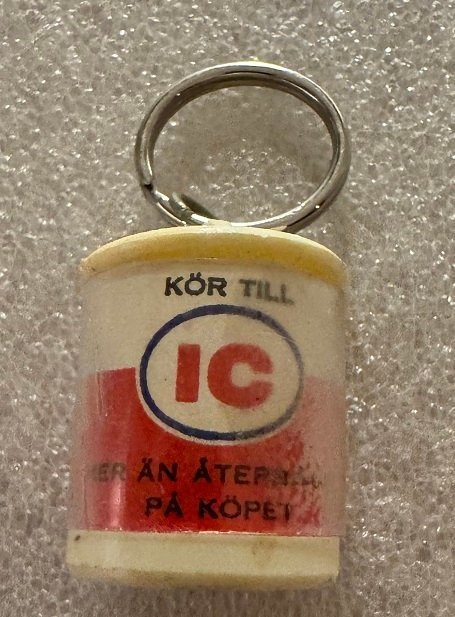 KÖR TILL
IC
ÄN
PÅ KÖPET